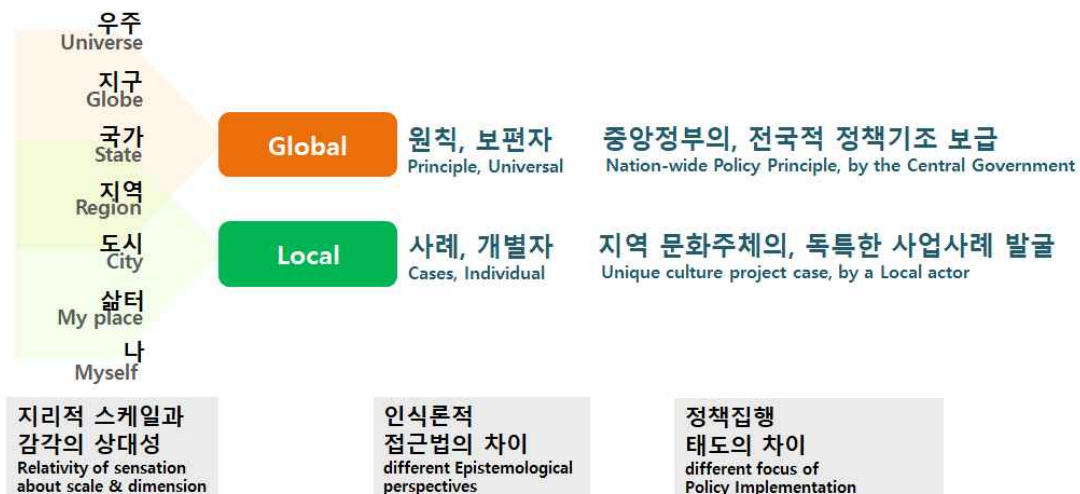 우주
Universe
지구
Globe
국가
State
지역
Region
도시
City
삶터
My place
나
Myself
Global
원칙, 보편자
Principle, Universal
중앙정부의, 전국적 정책기조 보급
Nation-wide Policy Principle, by the Central Government
Local
사례, 개별자
Cases, Individual
지역 문화주체의, 독특한 사업사례 발굴
Unique culture project case, by a Local actor
지리적 스케일과
감각의 상대성
Relativity of sensation
about scale & dimension
인식론적
접근법의 차이
different Epistemological
perspectives
정책집행
태도의 차이
different focus of
Policy Implementation